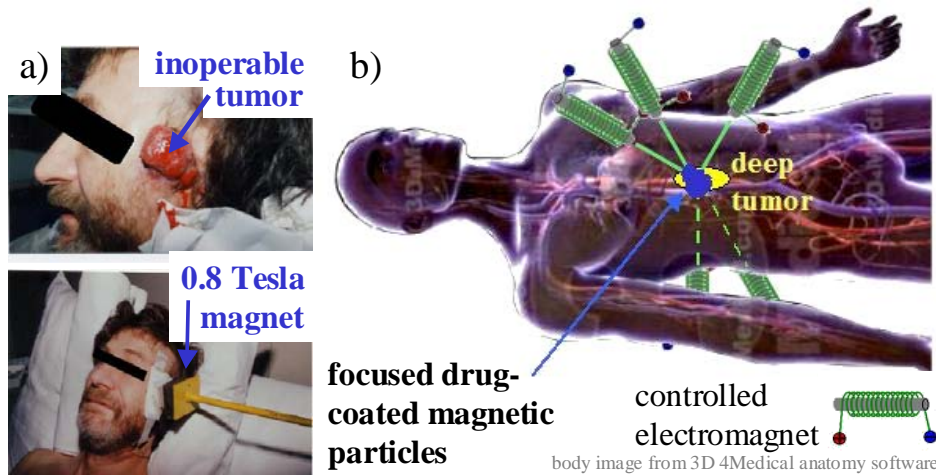 a)
inoperable
tumor
0.8 Tesla
magnet
b)
deep
tumor
focused drug-
coated magnetic
particles
controlled
electromagnet
body image from 3D 4Medical anatomy software